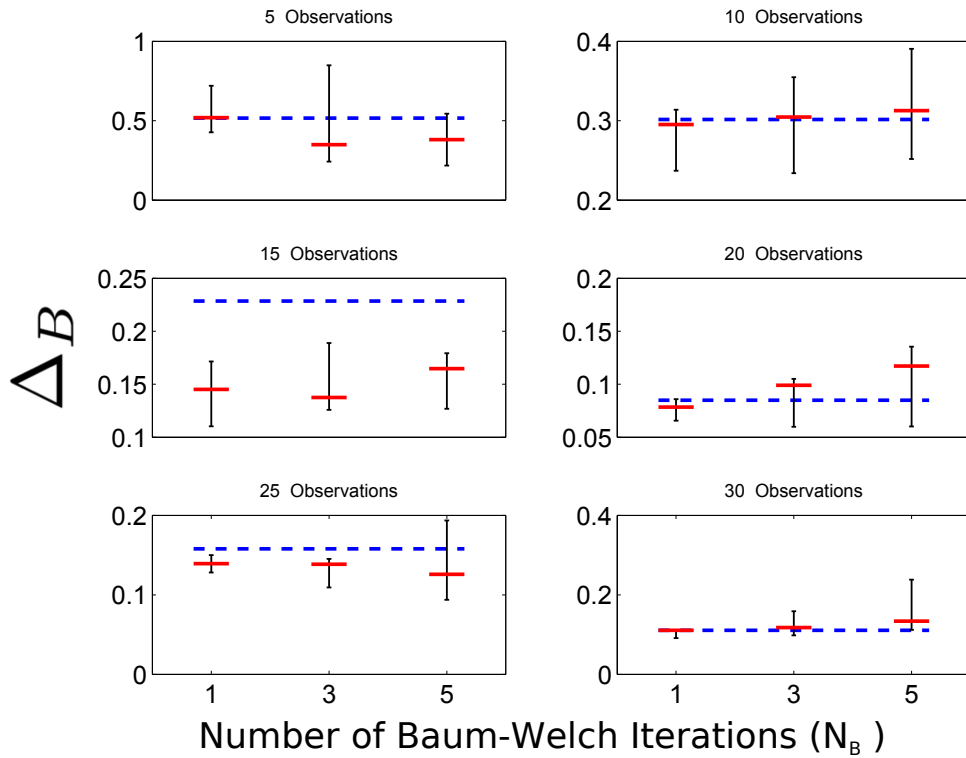 5 Observations
1
0.5
0
10 Observations
0.4
0.3
0.2
15 Observations
0.25
0.2
0.15
0.1
20 Observations
0.2
0.15
0.1
0.05
25 Observations
0.2
0.1
0
1 3 5
30 Observations
0.4
0.2
0
1 3 5
ΔB
Number of Baum-Welch Iterations (N_B )